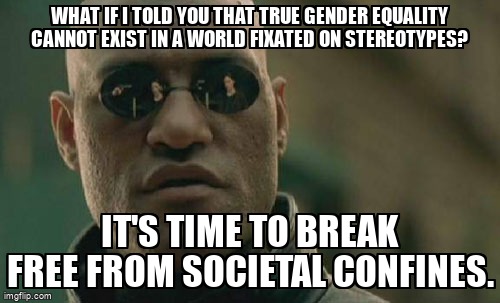 WHAT IF I TOLD YOU THAT TRUE GENDER EQUALITY
CANNOT EXIST IN A WORLD FIXATED ON STEREOTYPES?
IT'S TIME TO BREAK
FREE FROM SOCIETAL CONFINES.
imgflip.com